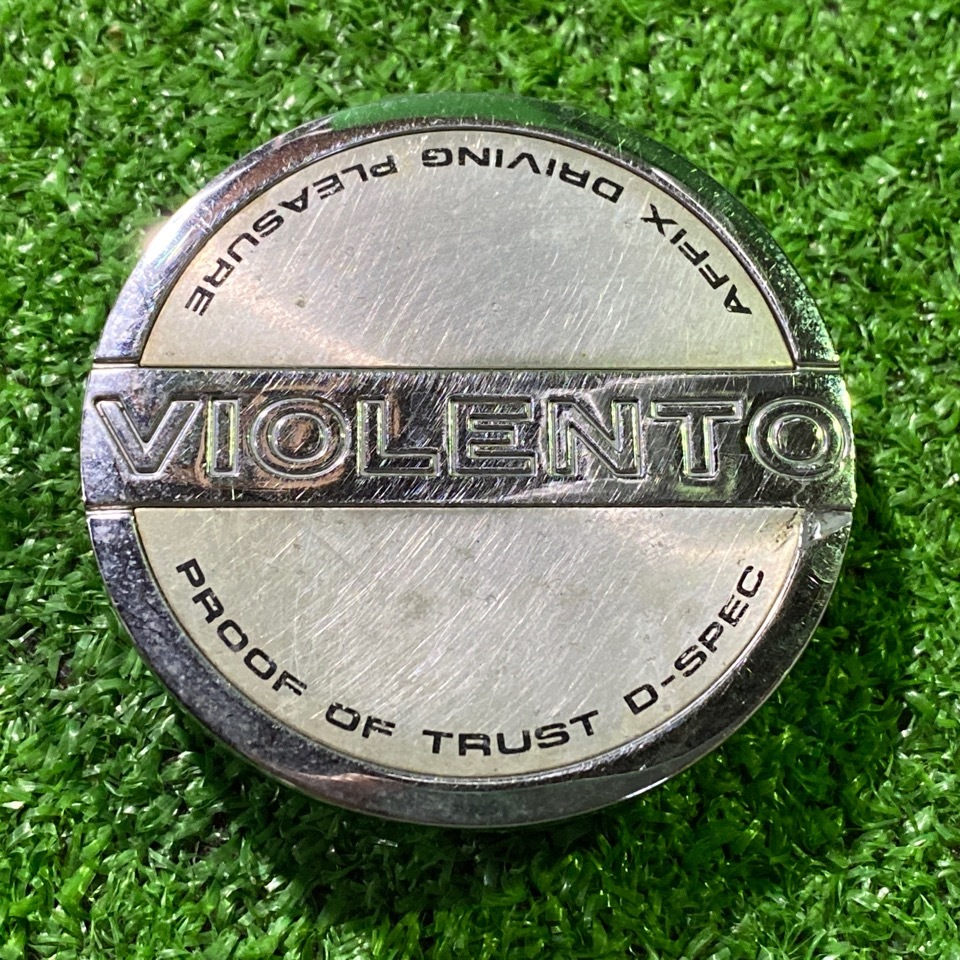 AFFIX DRIVING PLEASURE
VIOLENTO
PROOF OF TRUST D-SPEC